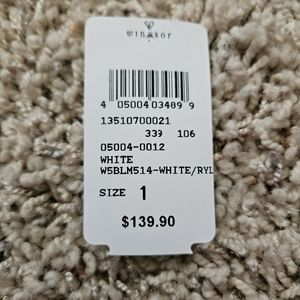 windsor
4 05004 03489 9
13510700021
339 106
05004-0012
WHITE
W5BLM514-WHITE/RYL
SIZE 1
$139.90